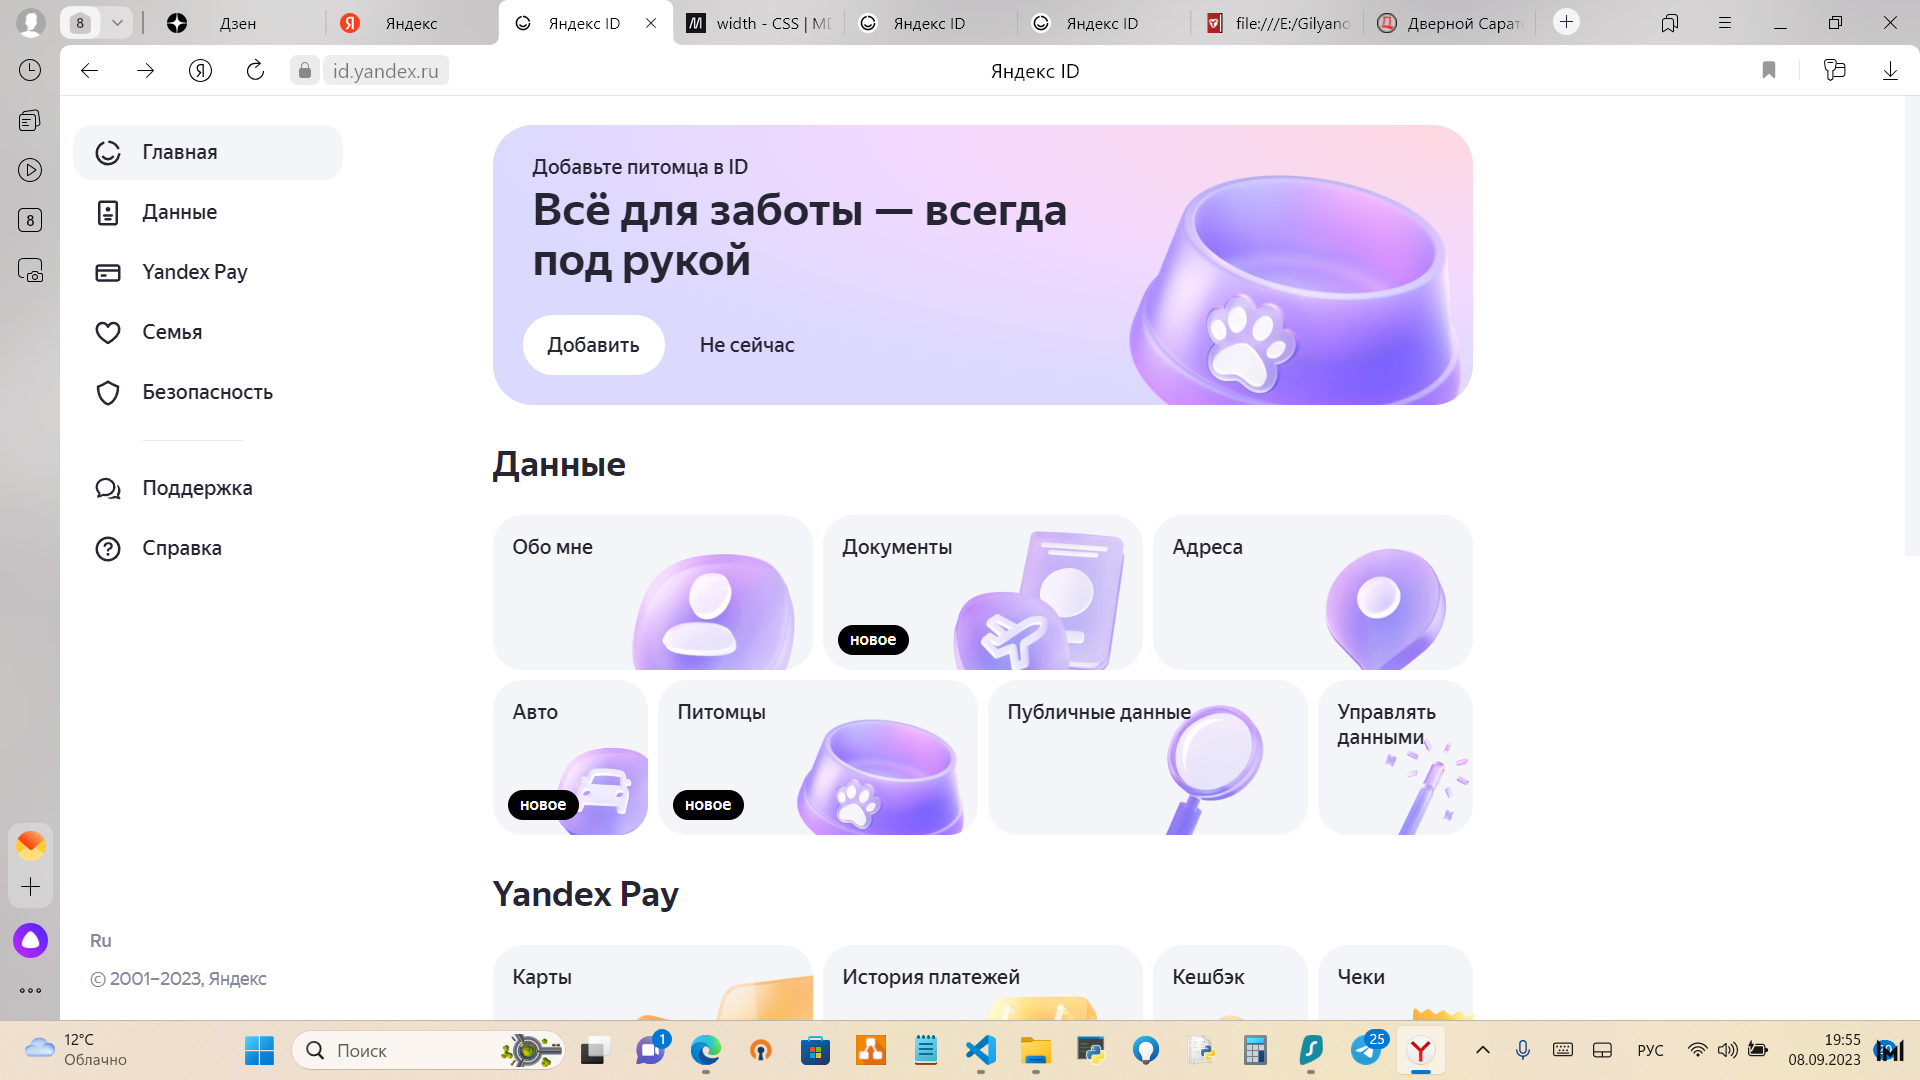 8
Дзен
Яндекс
Яндекс ID
width - CSS | MD
Яндекс ID
Яндекс ID
file:///E:/Gilyano
Дверной Сарат
id.yandex.ru
Яндекс ID
8
Главная
Данные
Yandex Pay
Семья
Безопасность
Поддержка
Справка
Ru
© 2001–2023, Яндекс
Добавьте питомца в ID
Всё для заботы — всегда
под рукой
Добавить
Не сейчас
Данные
Обо мне
Документы
новое
Адреса
Авто
новое
Питомцы
новое
Публичные данные
Управлять
данными
Yandex Pay
Карты
История платежей
Кешбэк
Чеки
12°C
Облачно
Поиск
1
25
РУС
19:55
08.09.2023